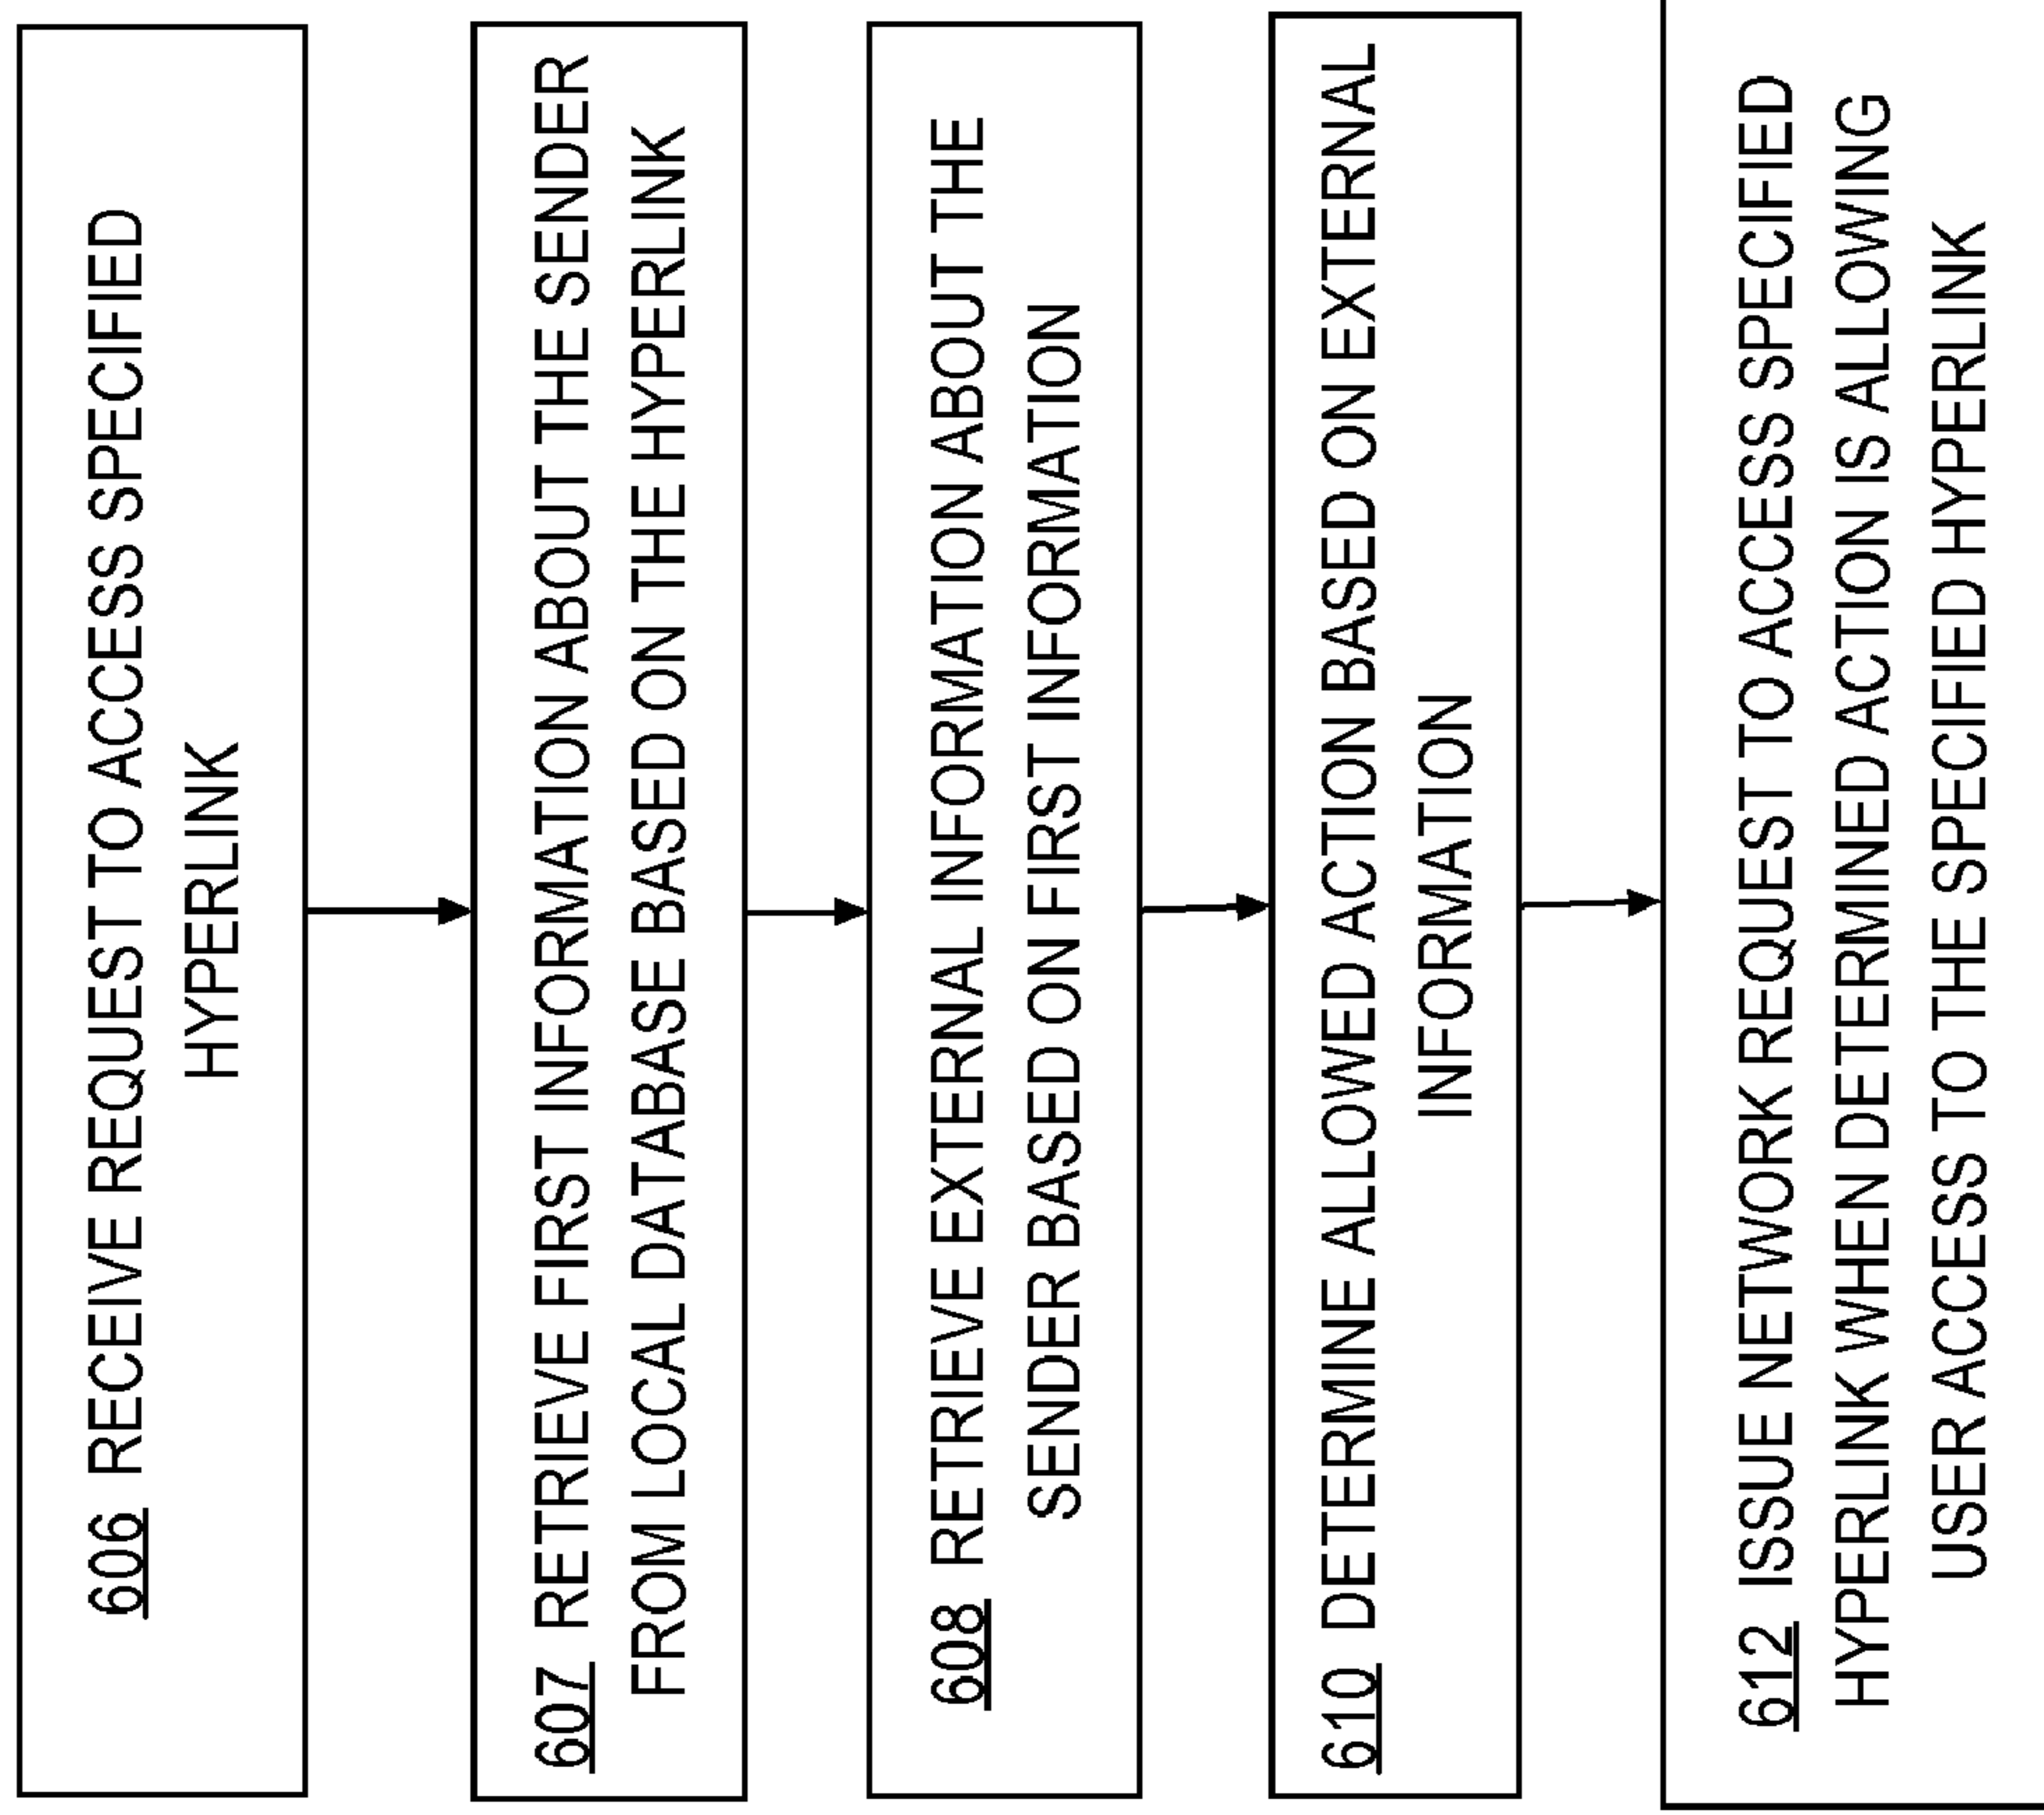 606 RECEIVE REQUEST TO ACCESS SPECIFIED
HYPERLINK
607 RETRIEVE FIRST INFORMATION ABOUT THE SENDER
FROM LOCAL DATABASE BASED ON THE HYPERLINK
608 RETRIEVE EXTERNAL INFORMATION ABOUT THE
SENDER BASED ON FIRST INFORMATION
610 DETERMINE ALLOWED ACTION BASED ON EXTERNAL
INFORMATION
612 ISSUE NETWORK REQUEST TO ACCESS SPECIFIED
HYPERLINK WHEN DETERMINED ACTION IS ALLOWING
USER ACCESS TO THE SPECIFIED HYPERLINK